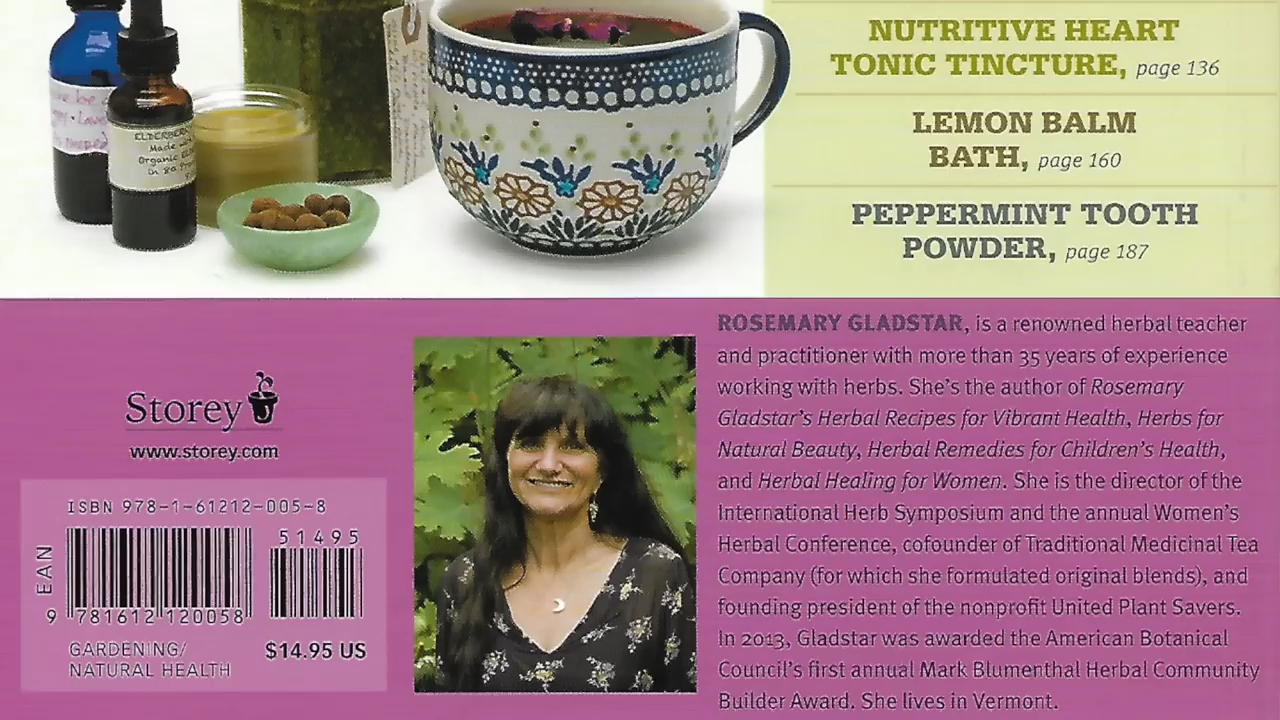 NUTRITIVE HEART
TONIC TINCTURE, page 136
LEMON BALM
BATH, page 160
PEPPERMINT TOOTH
POWDER, page 187
ELDERBER
Made with
Organic El
in 80 Pro
Storey
www.storey.com
ISBN 978-1-61212-005-8
51495
EAN
9 781612 120058
GARDENING/
NATURAL HEALTH
$14.95 US
ROSEMARY GLADSTAR, is a renowned herbal teacher
and practitioner with more than 35 years of experience
working with herbs. She's the author of Rosemary
Gladstar's Herbal Recipes for Vibrant Health, Herbs for
Natural Beauty, Herbal Remedies for Children's Health,
and Herbal Healing for Women. She is the director of the
International Herb Symposium and the annual Women's
Herbal Conference, cofounder of Traditional Medicinal Tea
Company (for which she formulated original blends), and
founding president of the nonprofit United Plant Savers.
In 2013, Gladstar was awarded the American Botanical
Council's first annual Mark Blumenthal Herbal Community
Builder Award. She lives in Vermont.